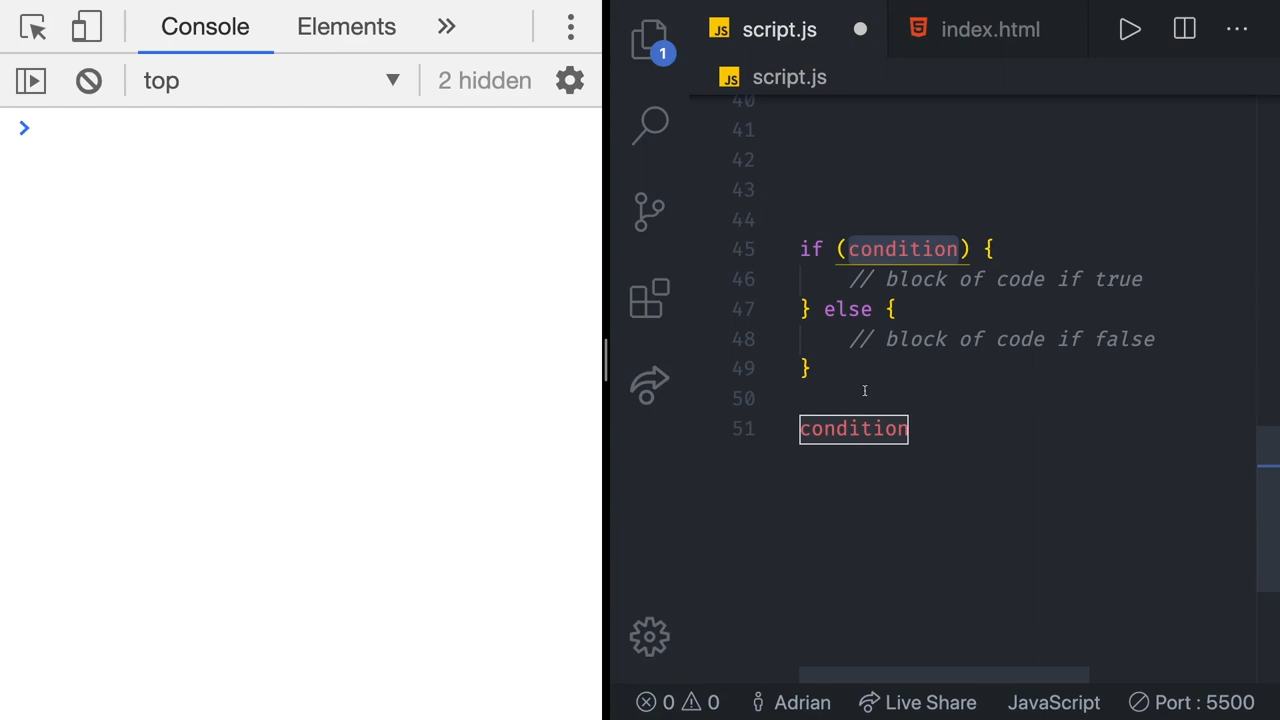 Console
Elements
top
2 hidden
1
JS script.js
index.html
JS script.js
40
41
42
43
44
45 if (condition) {
46 // block of code if true
47 } else {
48 // block of code if false
49 }
50
51 condition
0 0 Adrian Live Share JavaScript Port : 5500